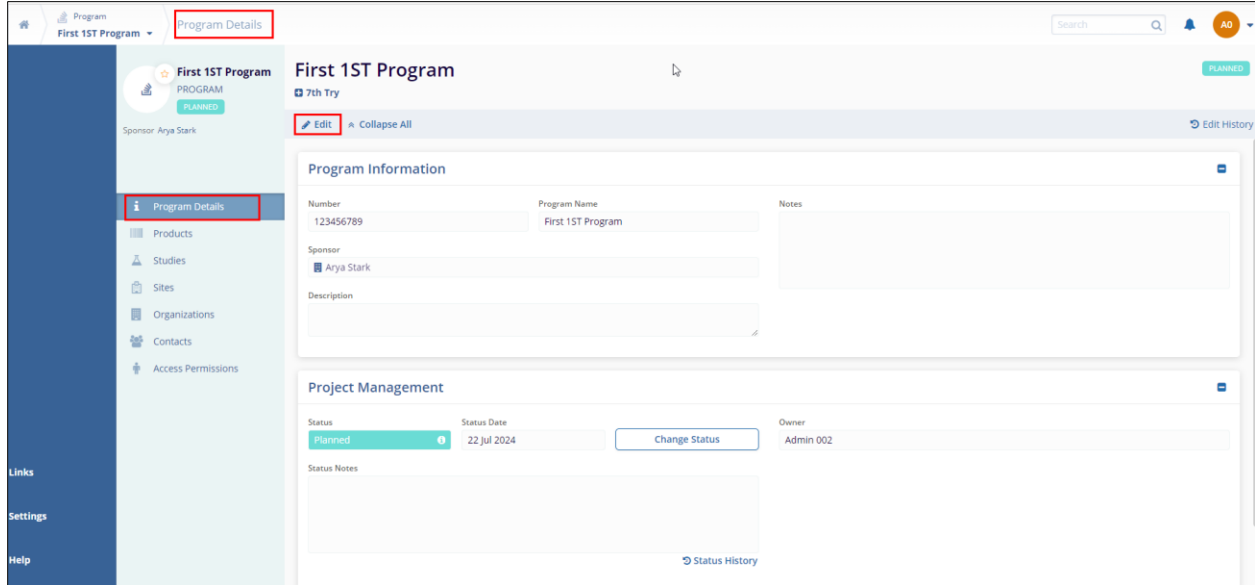 Program
First 1ST Program
Program Details
Search
A0
First 1ST Program
PROGRAM
PLANNED
Sponsor Arya Stark
Program Details
Products
Studies
Sites
Organizations
Contacts
Access Permissions
Links
Settings
Help
First 1ST Program
PLANNED
7th Try
Edit
Collapse All
Edit History
Program Information
Number
Program Name
Notes
123456789
First 1ST Program
Sponsor
Arya Stark
Description
Project Management
Status
Status Date
Owner
Planned
22 Jul 2024
Change Status
Admin 002
Status Notes
Status History